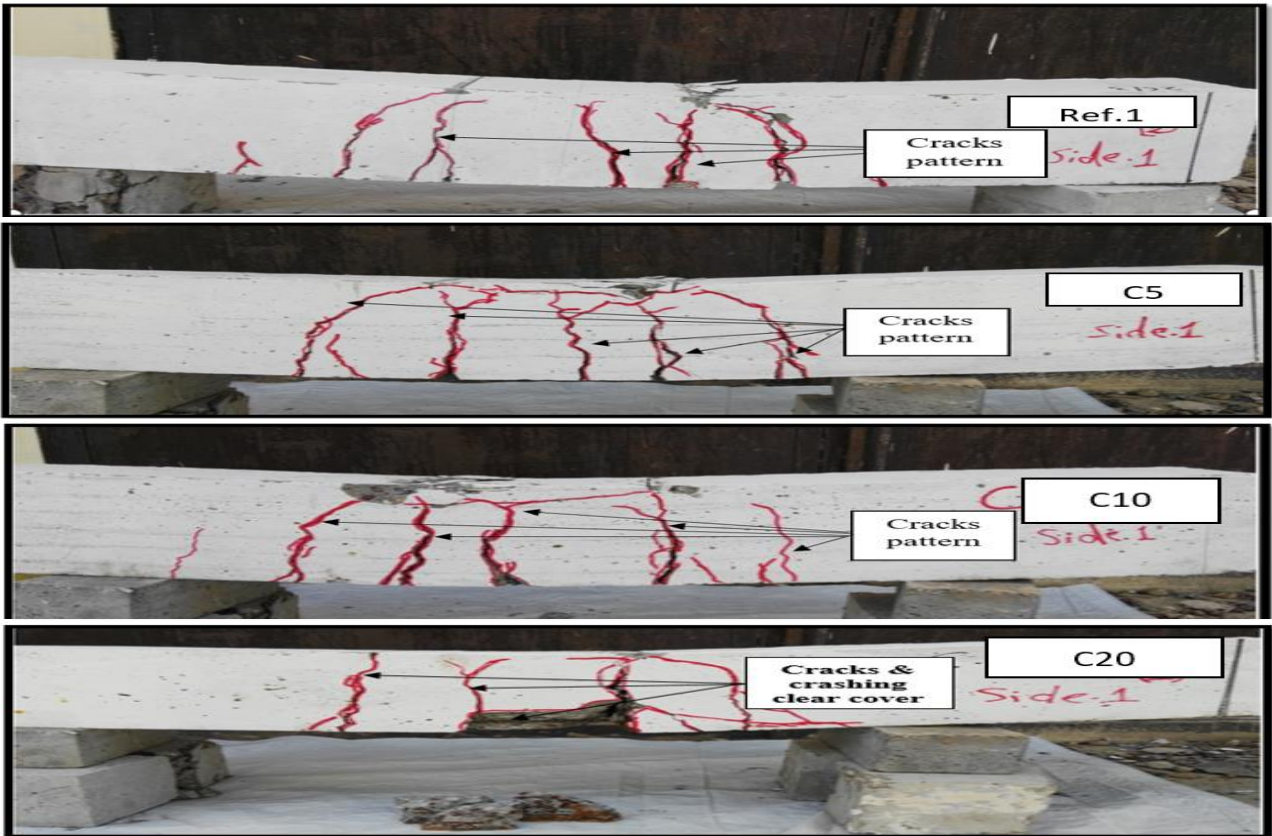 Ref.1
Cracks
pattern
Side.1
C5
Cracks
pattern
Side.1
C10
C
Cracks
pattern
Side.1
C20
Cracks &
crashing
clear cover
Side.1